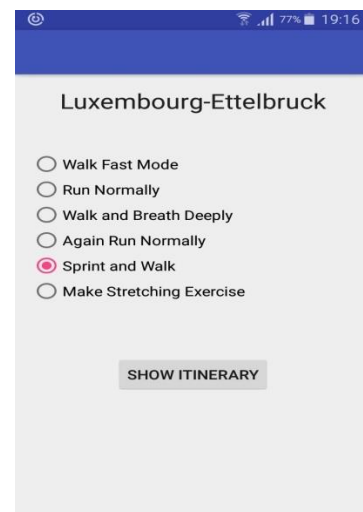 77% 19:16
Luxembourg-Ettelbruck
Walk Fast Mode
Run Normally
Walk and Breath Deeply
Again Run Normally
Sprint and Walk
Make Stretching Exercise
SHOW ITINERARY